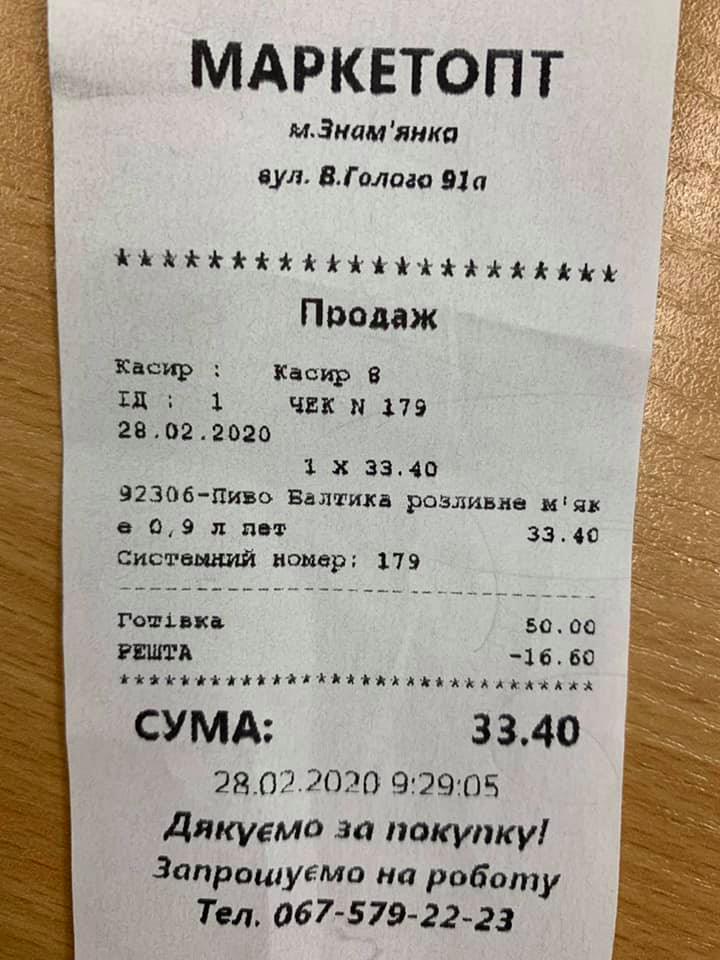 МАРКЕТОПТ
м.Знам'янка
вул. В.Голого 91а
***********************
Продаж
Касир : Касир 8
ІД : 1 ЧЕК N 179
28.02.2020
1 X 33.40
92306-Пиво Балтика розливне м'як
е 0,9 л пет 33.40
Системний номер: 179
Готівка 50.00
РЕШТА -16.60
*********************************
СУМА: 33.40
28.02.2020 9:29:05
Дякуємо за покупку!
Запрошуємо на роботу
Тел. 067-579-22-23